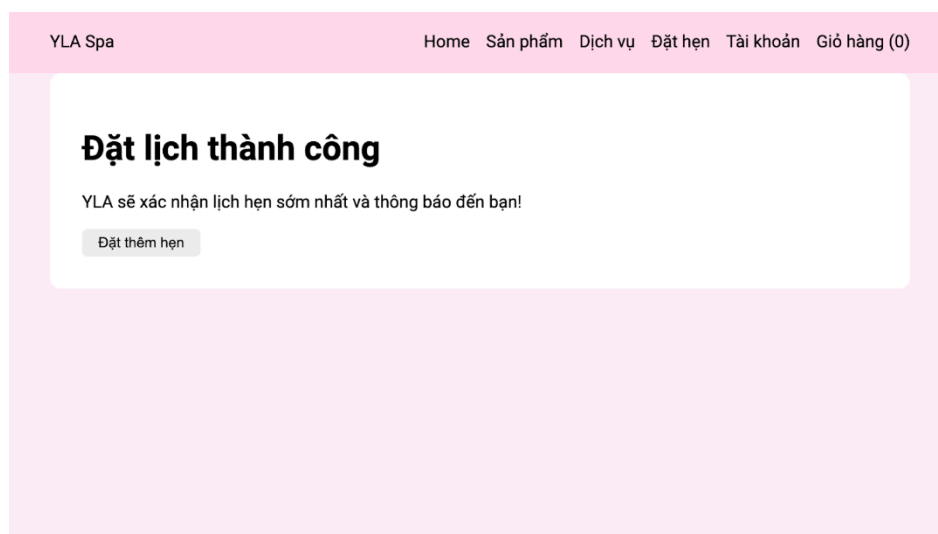 YLA Spa Home Sản phẩm Dịch vụ Đặt hẹn Tài khoản Giỏ hàng (0)
Đặt lịch thành công
YLA sẽ xác nhận lịch hẹn sớm nhất và thông báo đến bạn!
Đặt thêm hẹn